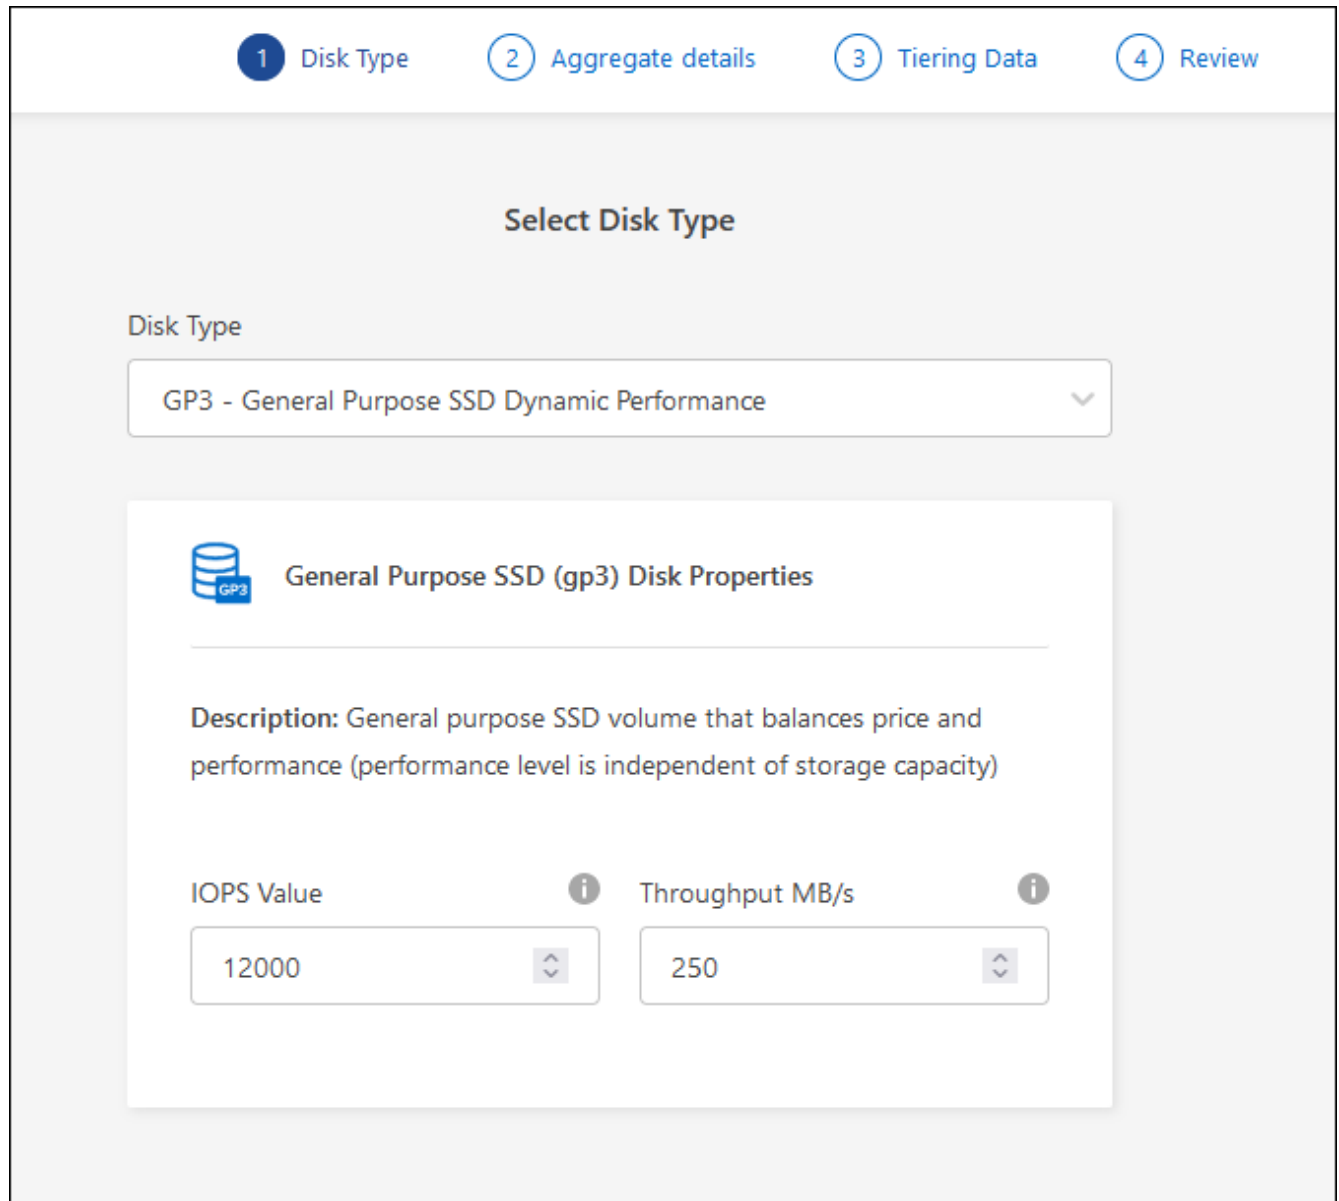 1 Disk Type 2 Aggregate details 3 Tiering Data 4 Review
Select Disk Type
Disk Type
GP3 - General Purpose SSD Dynamic Performance
GP3
General Purpose SSD (gp3) Disk Properties
Description: General purpose SSD volume that balances price and
performance (performance level is independent of storage capacity)
IOPS Value i Throughput MB/s i
12000 250